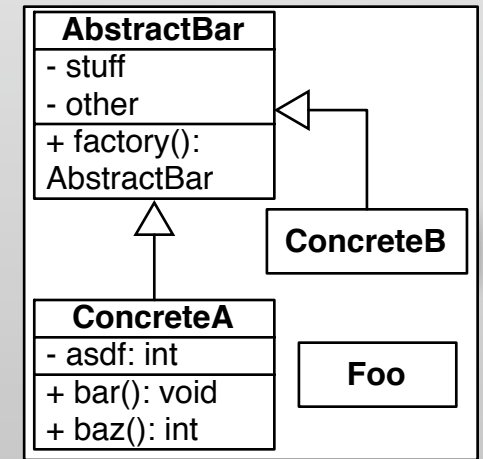 AbstractBar
- stuff
- other
+ factory():
AbstractBar
ConcreteB
ConcreteA
- asdf: int
+ bar(): void
+ baz(): int
Foo